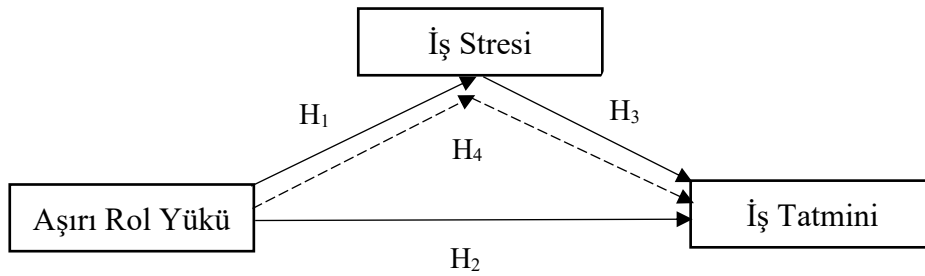 İş Stresi
H₁
H₃
H₄
Aşırı Rol Yükü
İş Tatmini
H₂